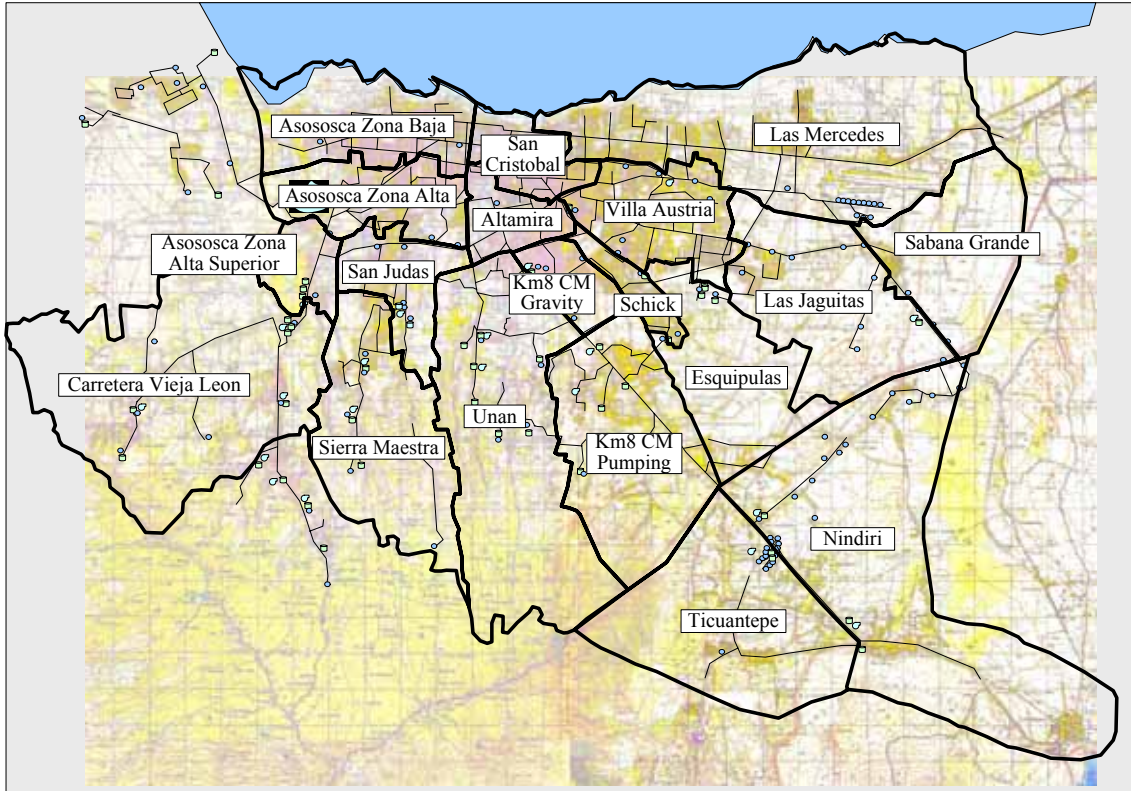 Asososca Zona Baja
San
Cristobal
Las Mercedes
Asososca Zona Alta
Altamira
Villa Austria
Asososca Zona
Alta Superior
San Judas
Km8 CM
Gravity
Schick
Sabana Grande
Las Jaguitas
Carretera Vieja Leon
Esquipulas
Unan
Sierra Maestra
Km8 CM
Pumping
Nindiri
Ticuantepe